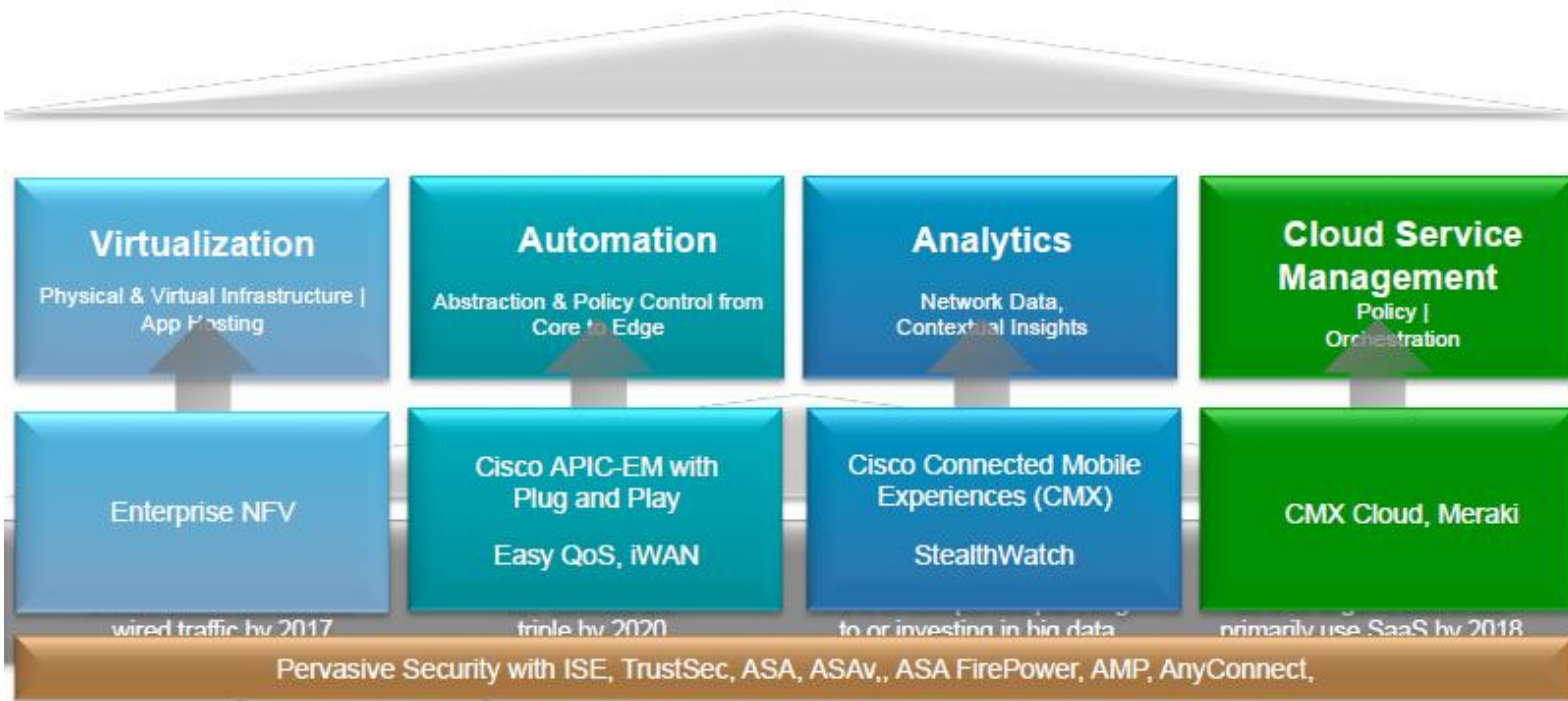 Virtualization
Physical & Virtual Infrastructure |
App Hosting
Automation
Abstraction & Policy Control from
Core to Edge
Analytics
Network Data,
Contextual Insights
Cloud Service
Management
Policy |
Orchestration
Enterprise NFV
Cisco APIC-EM with
Plug and Play
Easy QoS, iWAN
Cisco Connected Mobile
Experiences (CMX)
StealthWatch
CMX Cloud, Meraki
wired traffic by 2017
triple by 2020
to or investing in big data
primarily use SaaS by 2018
Pervasive Security with ISE, TrustSec, ASA, ASAv,, ASA FirePower, AMP, AnyConnect,